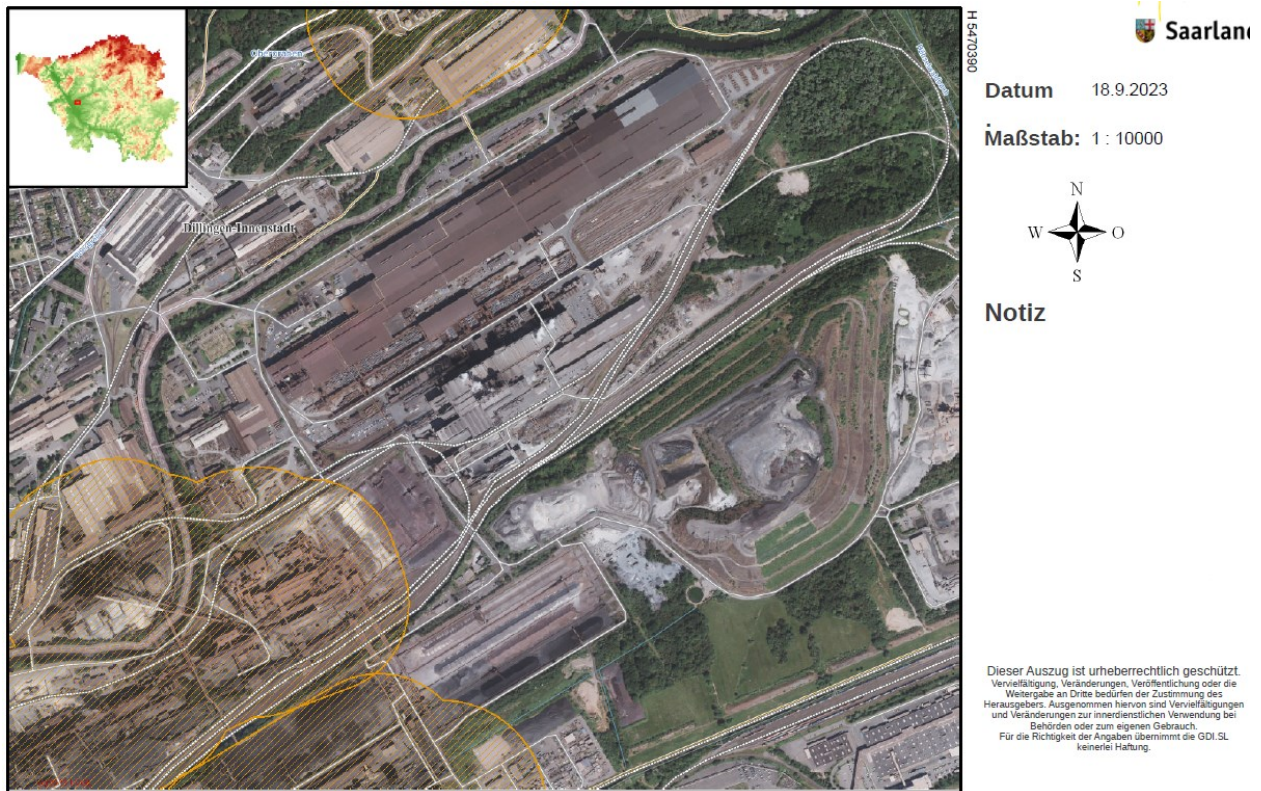 Obergraben
Dillingen-Innenstadt
H 5470390
Saarland
Datum 18.9.2023
:
Maßstab: 1 : 10000
N
W O
S
Notiz
Dieser Auszug ist urheberrechtlich geschützt.
Vervielfältigung, Veränderungen, Veröffentlichung oder die
Weitergabe an Dritte bedürfen der Zustimmung des
Herausgebers. Ausgenommen hiervon sind Vervielfältigungen
und Veränderungen zur innerdienstlichen Verwendung bei
Behörden oder zum eigenen Gebrauch.
Für die Richtigkeit der Angaben übernimmt die GDI.SL
keinerlei Haftung.